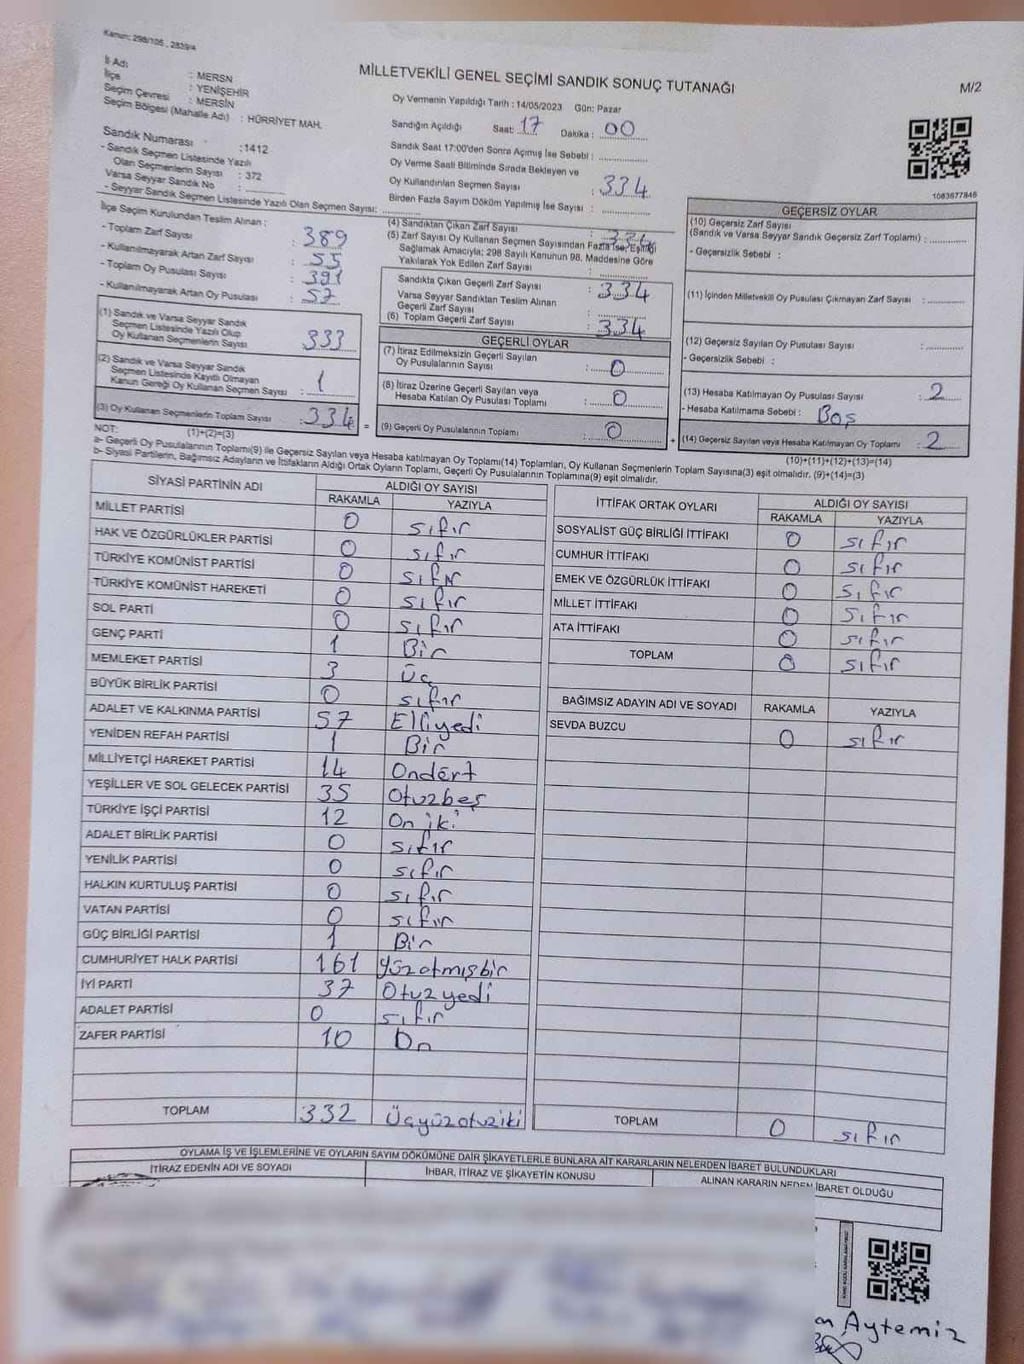 Kanun: 298/105, 2839/4
MİLLETVEKİLİ GENEL SEÇİMİ SANDIK SONUÇ TUTANAĞI
M/2
İl Adı : MERSN
İlçe : YENİŞEHİR
Seçim Çevresi : MERSİN
Seçim Bölgesi (Mahalle Adı) : HÜRRİYET MAH.
Sandık Numarası :1412
- Sandık Seçmen Listesinde Yazılı
Olan Seçmenlerin Sayısı : 372
Varsa Seyyar Sandık No :
- Seyyar Sandık Seçmen Listesinde Yazılı Olan Seçmen Sayısı:
Oy Vermenin Yapıldığı Tarih : 14/05/2023 Gün: Pazar
Sandığın Açıldığı Saat: 17 Dakika : 00
Sandık Saat 17:00'den Sonra Açımış İse Sebebi :
Oy Verme Saati Bitiminde Sırada Bekleyen ve
Oy Kullandırılan Seçmen Sayısı : 334
Birden Fazla Sayım Döküm Yapılmış İse Sayısı :
1083677846
İlçe Seçim Kurulundan Teslim Alınan :
- Toplam Zarf Sayısı : 389
- Kullanılmayarak Artan Zarf Sayısı : 55
- Toplam Oy Pusulası Sayısı : 391
- Kullanılmayarak Artan Oy Pusulası : 57
(1) Sandık ve Varsa Seyyar Sandık
Seçmen Listesinde Yazılı Olup
Oy Kullanan Seçmenlerin Sayısı 333
(2) Sandık ve Varsa Seyyar Sandık
Seçmen Listesinde Kayıtlı Olmayan
Kanun Gereği Oy Kullanan Seçmen Sayısı : 1
(3) Oy Kullanan Seçmenlerin Toplam Sayısı : 334 =
(4) Sandıktan Çıkan Zarf Sayısı : 334
(5) Zarf Sayısı Oy Kullanan Seçmen Sayısından Fazla İse, Eşitliği
Sağlamak Amacıyla; 298 Sayılı Kanunun 98. Maddesine Göre
Yakılarak Yok Edilen Zarf Sayısı :
Sandıkta Çıkan Geçerli Zarf Sayısı : 334
Varsa Seyyar Sandıktan Teslim Alınan
Geçerli Zarf Sayısı :
(6) Toplam Geçerli Zarf Sayısı : 334
GEÇERLİ OYLAR
(7) İtiraz Edilmeksizin Geçerli Sayılan
Oy Pusulalarının Sayısı : 0
(8) İtiraz Üzerine Geçerli Sayılan veya
Hesaba Katılan Oy Pusulası Toplamı : 0
(9) Geçerli Oy Pusulalarının Toplamı : 0 +
GEÇERSİZ OYLAR
(10) Geçersiz Zarf Sayısı
(Sandık ve Varsa Seyyar Sandık Geçersiz Zarf Toplamı) :
- Geçersizlik Sebebi :
(11) İçinden Milletvekili Oy Pusulası Çıkmayan Zarf Sayısı :
(12) Geçersiz Sayılan Oy Pusulası Sayısı :
- Geçersizlik Sebebi :
(13) Hesaba Katılmayan Oy Pusulası Sayısı : 2
- Hesaba Katılmama Sebebi : Boş
(14) Geçersiz Sayılan veya Hesaba Katılmayan Oy Toplamı : 2
NOT: (1)+(2)=(3)
(10)+(11)+(12)+(13)=(14)
a- Geçerli Oy Pusulalarının Toplamı(9) ile Geçersiz Sayılan veya Hesaba katılmayan Oy Toplamı(14) Toplamları, Oy Kullanan Seçmenlerin Toplam Sayısına(3) eşit olmalıdır. (9)+(14)=(3)
b- Siyasi Partilerin, Bağımsız Adayların ve İttifakların Aldığı Ortak Oyların Toplamı, Geçerli Oy Pusulalarının Toplamına(9) eşit olmalıdır.
SİYASİ PARTİNİN ADI ALDIĞI OY SAYISI
RAKAMLA YAZIYLA
MİLLET PARTİSİ 0 sıfır
HAK VE ÖZGÜRLÜKLER PARTİSİ 0 sıfır
TÜRKİYE KOMÜNİST PARTİSİ 0 sıfır
TÜRKİYE KOMÜNİST HAREKETİ 0 sıfır
SOL PARTİ 0 sıfır
GENÇ PARTİ 1 Bir
MEMLEKET PARTİSİ 3 Üç
BÜYÜK BİRLİK PARTİSİ 0 sıfır
ADALET VE KALKINMA PARTİSİ 57 Elliyedi
YENİDEN REFAH PARTİSİ 1 Bir
MİLLİYETÇİ HAREKET PARTİSİ 14 Ondört
YEŞİLLER VE SOL GELECEK PARTİSİ 35 Otuzbeş
TÜRKİYE İŞÇİ PARTİSİ 12 On iki
ADALET BİRLİK PARTİSİ 0 sıfır
YENİLİK PARTİSİ 0 sıfır
HALKIN KURTULUŞ PARTİSİ 0 sıfır
VATAN PARTİSİ 0 sıfır
GÜÇ BİRLİĞİ PARTİSİ 1 Bir
CUMHURİYET HALK PARTİSİ 161 yüzatmışbir
İYİ PARTİ 37 Otuzyedi
ADALET PARTİSİ 0 sıfır
ZAFER PARTİSİ 10 On
TOPLAM 332 Üçyüzotuziki
İTTİFAK ORTAK OYLARI ALDIĞI OY SAYISI
RAKAMLA YAZIYLA
SOSYALİST GÜÇ BİRLİĞİ İTTİFAKI 0 sıfır
CUMHUR İTTİFAKI 0 sıfır
EMEK VE ÖZGÜRLÜK İTTİFAKI 0 sıfır
MİLLET İTTİFAKI 0 sıfır
ATA İTTİFAKI 0 sıfır
TOPLAM 0 sıfır
BAĞIMSIZ ADAYIN ADI VE SOYADI RAKAMLA YAZIYLA
SEVDA BUZCU 0 sıfır
TOPLAM 0 sıfır
OYLAMA İŞ VE İŞLEMLERİNE VE OYLARIN SAYIM DÖKÜMÜNE DAİR ŞİKAYETLERLE BUNLARA AİT KARARLARIN NELERDEN İBARET BULUNDUKLARI
İTİRAZ EDENİN ADI VE SOYADI İHBAR, İTİRAZ VE ŞİKAYETİN KONUSU ALINAN KARARIN NEDEN İBARET OLDUĞU
Aytemiz